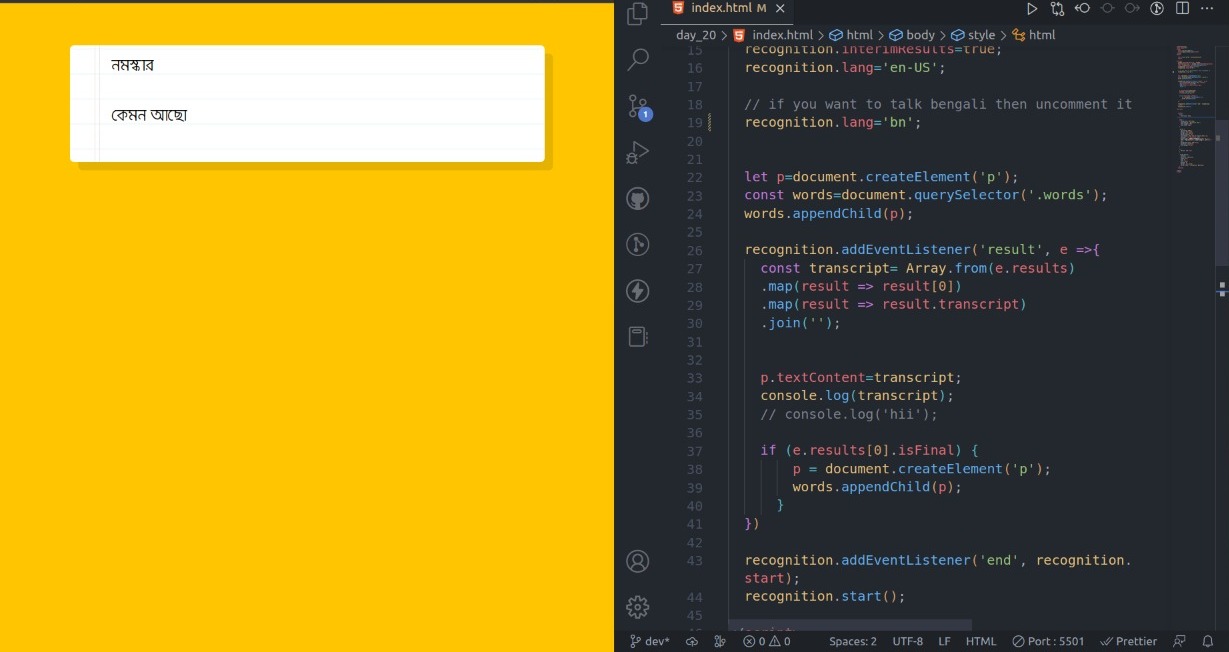 নমস্কার
কেমন আছো
index.html M
day_20 > index.html > html > body > style > html
15 recognition.interimResults=true;
16 recognition.lang='en-US';
17
18 // if you want to talk bengali then uncomment it
19 recognition.lang='bn';
20
21
22 let p=document.createElement('p');
23 const words=document.querySelector('.words');
24 words.appendChild(p);
25
26 recognition.addEventListener('result', e =>{
27 const transcript= Array.from(e.results)
28 .map(result => result[0])
29 .map(result => result.transcript)
30 .join('');
31
32
33 p.textContent=transcript;
34 console.log(transcript);
35 // console.log('hii');
36
37 if (e.results[0].isFinal) {
38 p = document.createElement('p');
39 words.appendChild(p);
40 }
41 })
42
43 recognition.addEventListener('end', recognition.
start);
44 recognition.start();
45
1
dev* 0 0 Spaces: 2 UTF-8 LF HTML Port : 5501 Prettier